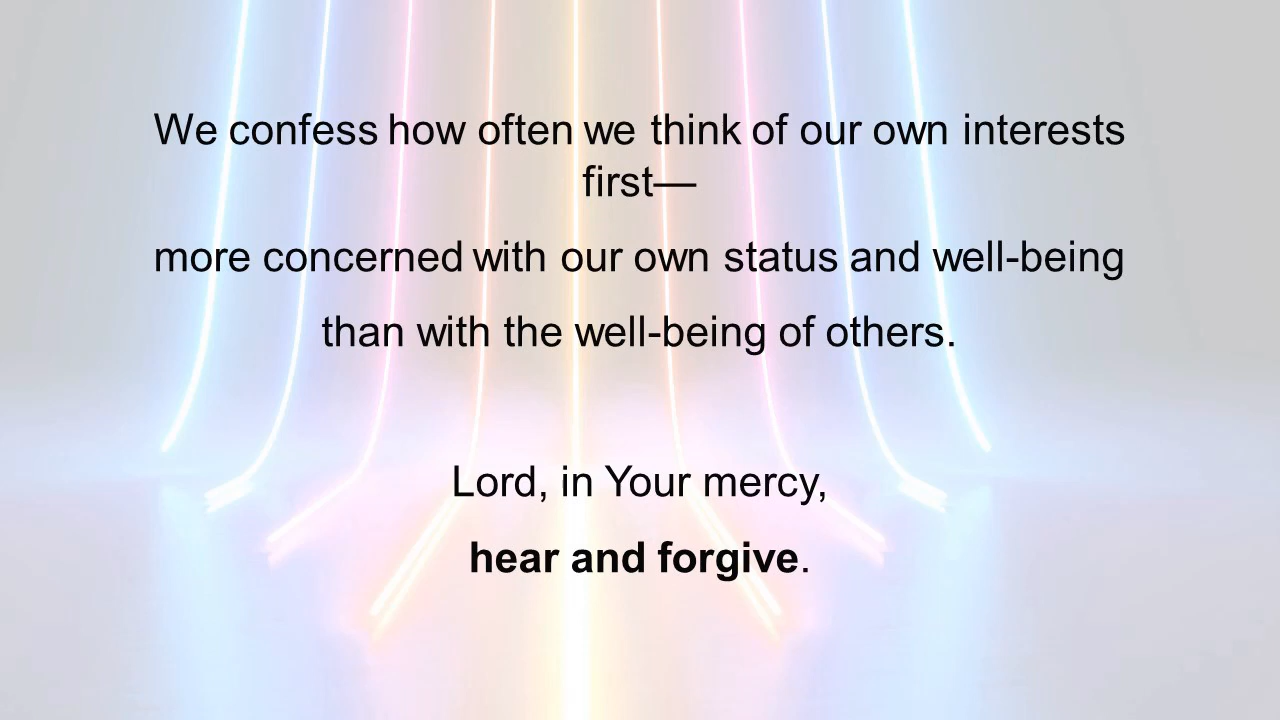 We confess how often we think of our own interests
first—
more concerned with our own status and well-being
than with the well-being of others.
Lord, in Your mercy,
hear and forgive.